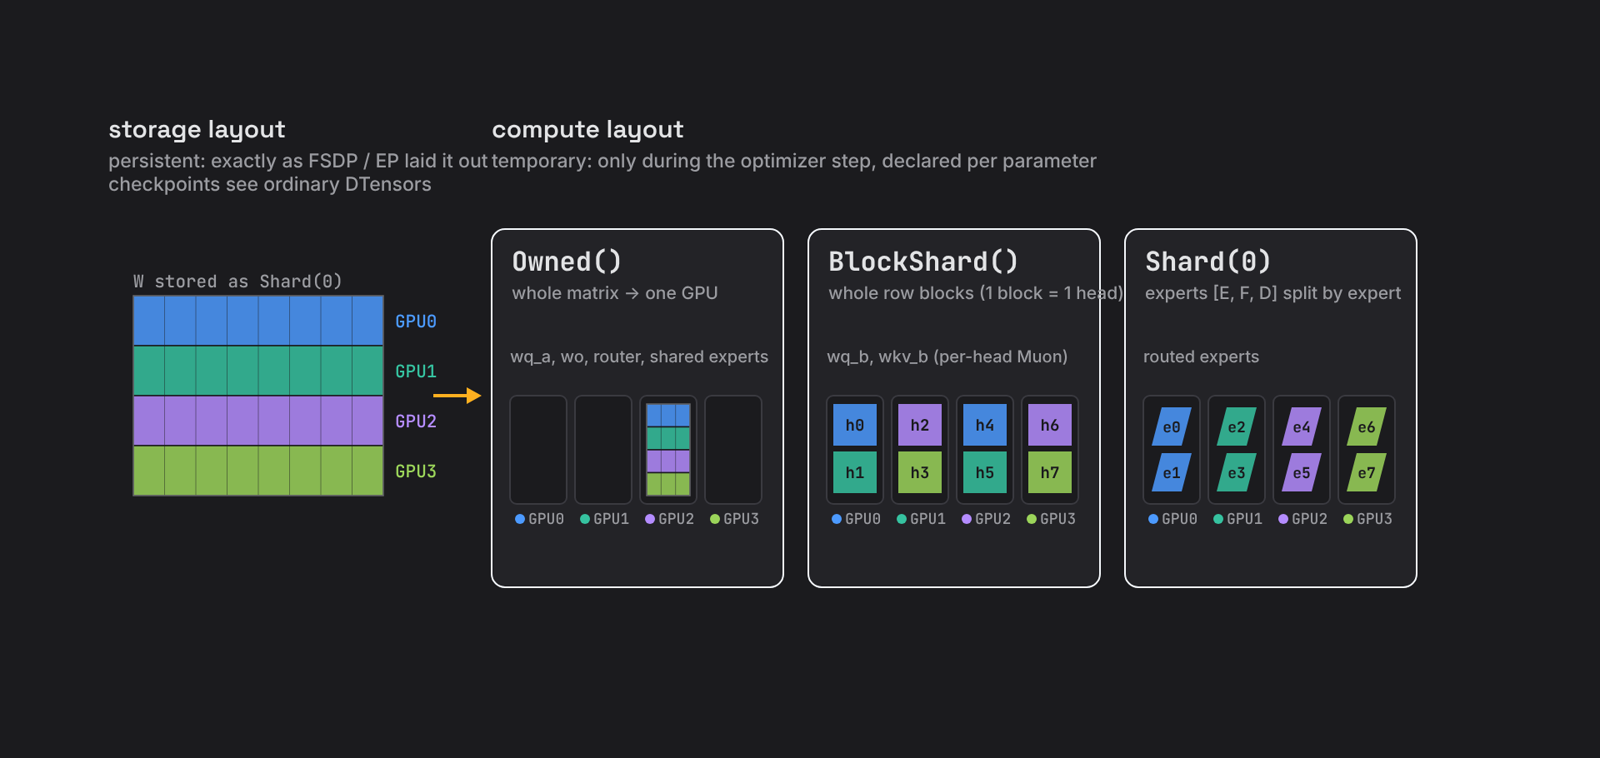 storage layout
persistent: exactly as FSDP / EP laid it out
checkpoints see ordinary DTensors
compute layout
temporary: only during the optimizer step, declared per parameter
W stored as Shard(0)
GPU0
GPU1
GPU2
GPU3
Owned()
whole matrix → one GPU
wq_a, wo, router, shared experts
GPU0 GPU1 GPU2 GPU3
BlockShard()
whole row blocks (1 block = 1 head)
wq_b, wkv_b (per-head Muon)
h0 h2 h4 h6
h1 h3 h5 h7
GPU0 GPU1 GPU2 GPU3
Shard(0)
experts [E, F, D] split by expert
routed experts
e0 e2 e4 e6
e1 e3 e5 e7
GPU0 GPU1 GPU2 GPU3